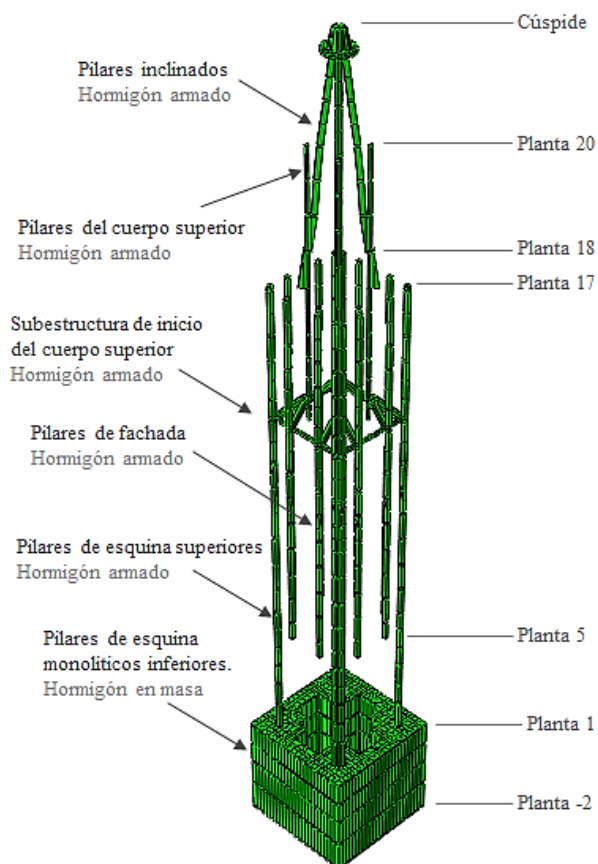 Cúspide
Pilares inclinados
Hormigón armado
Planta 20
Pilares del cuerpo superior
Hormigón armado
Planta 18
Planta 17
Subestructura de inicio
del cuerpo superior
Hormigón armado
Pilares de fachada
Hormigón armado
Pilares de esquina superiores
Hormigón armado
Planta 5
Pilares de esquina
monolíticos inferiores.
Hormigón en masa
Planta 1
Planta -2